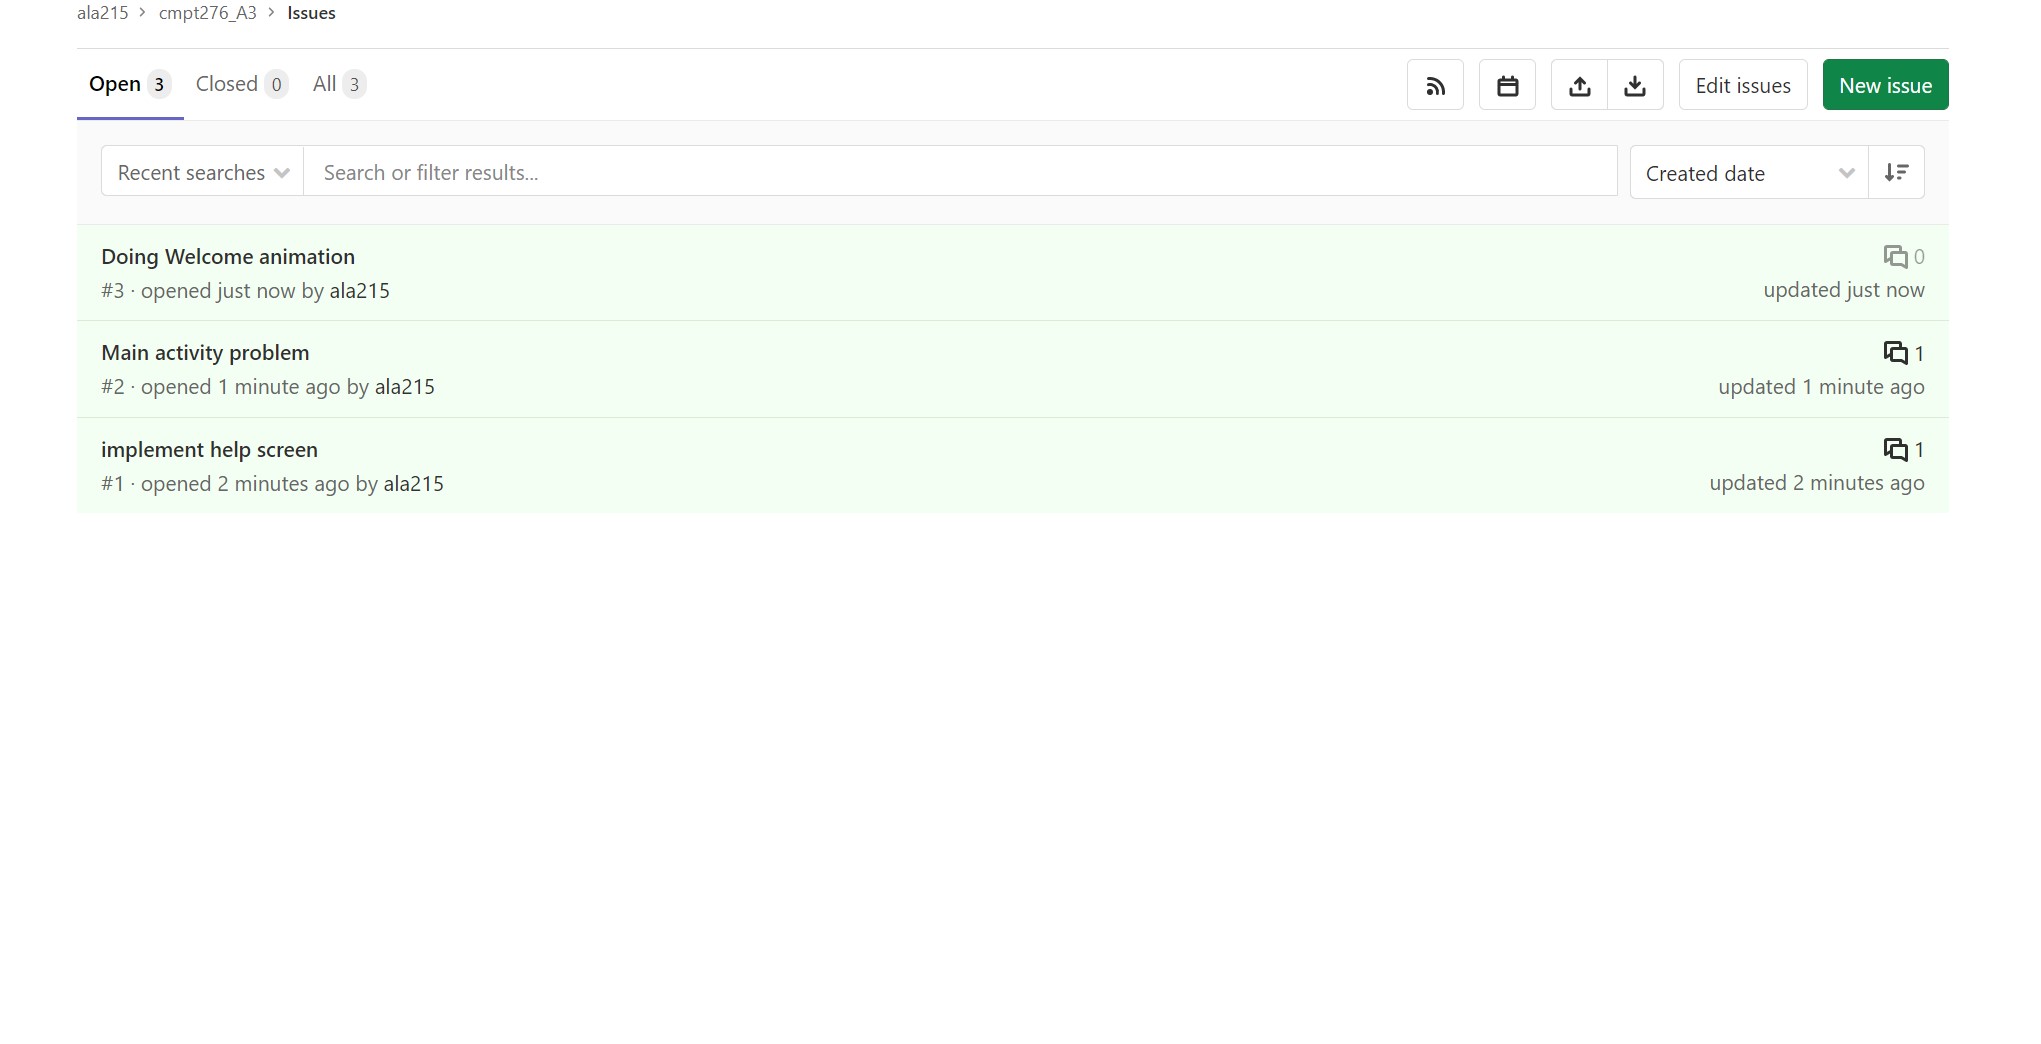 ala215 > cmpt276_A3 > Issues
Open 3 Closed 0 All 3 Edit issues New issue
Recent searches Search or filter results... Created date
Doing Welcome animation 0
#3 · opened just now by ala215 updated just now
Main activity problem 1
#2 · opened 1 minute ago by ala215 updated 1 minute ago
implement help screen 1
#1 · opened 2 minutes ago by ala215 updated 2 minutes ago